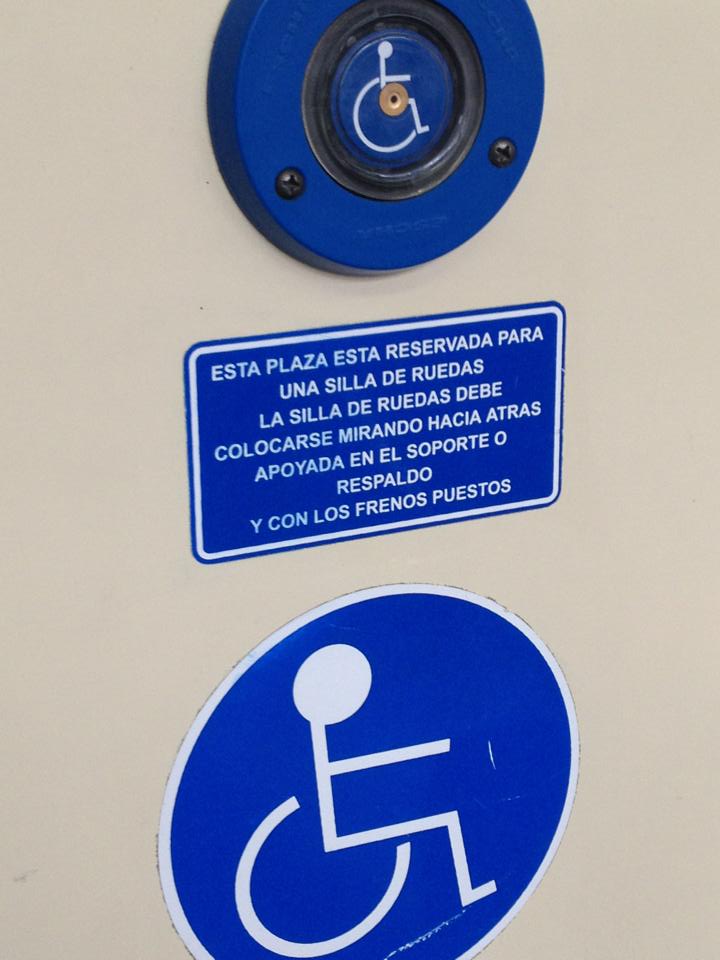 ESTA PLAZA ESTA RESERVADA PARA
UNA SILLA DE RUEDAS
LA SILLA DE RUEDAS DEBE
COLOCARSE MIRANDO HACIA ATRAS
APOYADA EN EL SOPORTE O
RESPALDO
Y CON LOS FRENOS PUESTOS